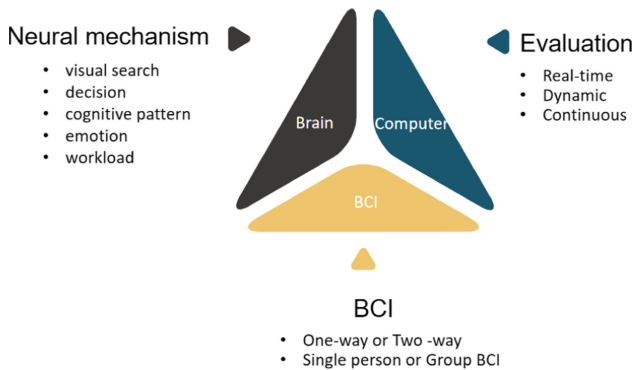 Neural mechanism
• visual search
• decision
• cognitive pattern
• emotion
• workload
Brain
Computer
BCI
Evaluation
• Real-time
• Dynamic
• Continuous
BCI
• One-way or Two -way
• Single person or Group BCI